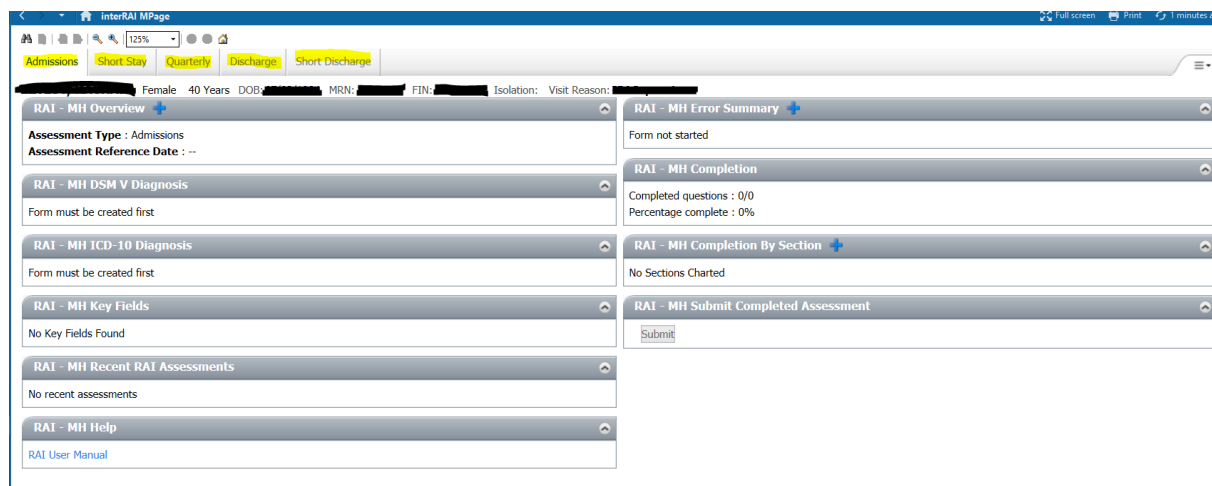 interRAI MPage
Full screen Print 1 minutes
125%
Admissions Short Stay Quarterly Discharge Short Discharge
Female 40 Years DOB: MRN: FIN: Isolation: Visit Reason:
RAI - MH Overview
Assessment Type : Admissions
Assessment Reference Date : --
RAI - MH DSM V Diagnosis
Form must be created first
RAI - MH ICD-10 Diagnosis
Form must be created first
RAI - MH Key Fields
No Key Fields Found
RAI - MH Recent RAI Assessments
No recent assessments
RAI - MH Help
RAI User Manual
RAI - MH Error Summary
Form not started
RAI - MH Completion
Completed questions : 0/0
Percentage complete : 0%
RAI - MH Completion By Section
No Sections Charted
RAI - MH Submit Completed Assessment
Submit